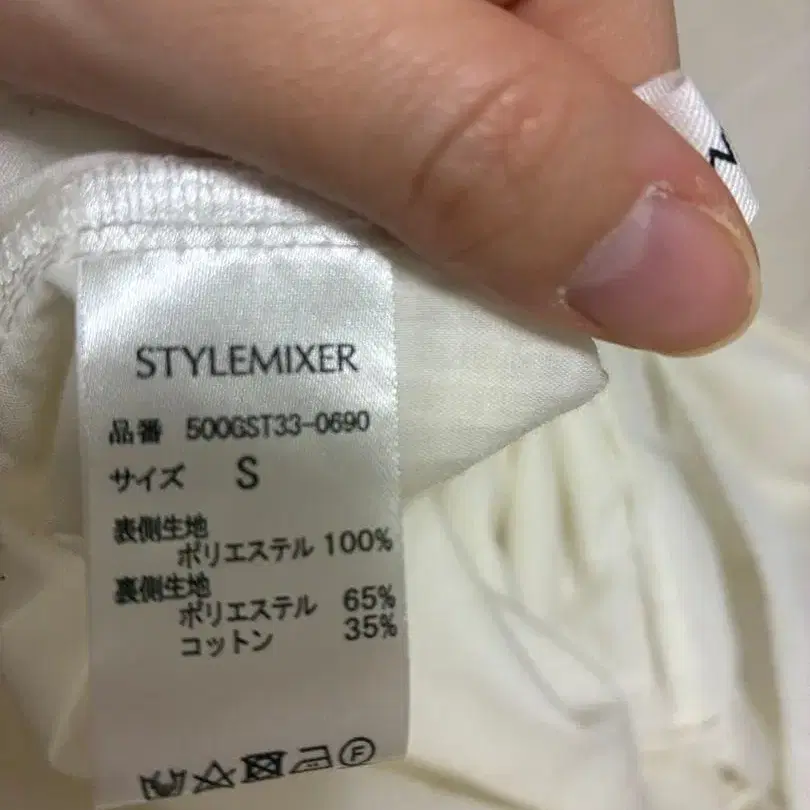 STYLEMIXER
品番 500GST33-0690
サイズ S
表側生地
ポリエステル 100%
裏側生地
ポリエステル 65%
コットン 35%
F